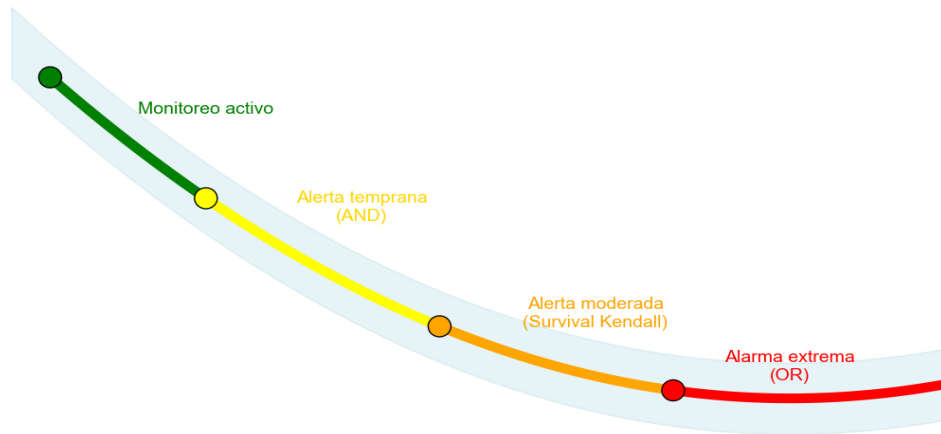 Monitoreo activo
Alerta temprana
(AND)
Alerta moderada
(Survival Kendall)
Alarma extrema
(OR)